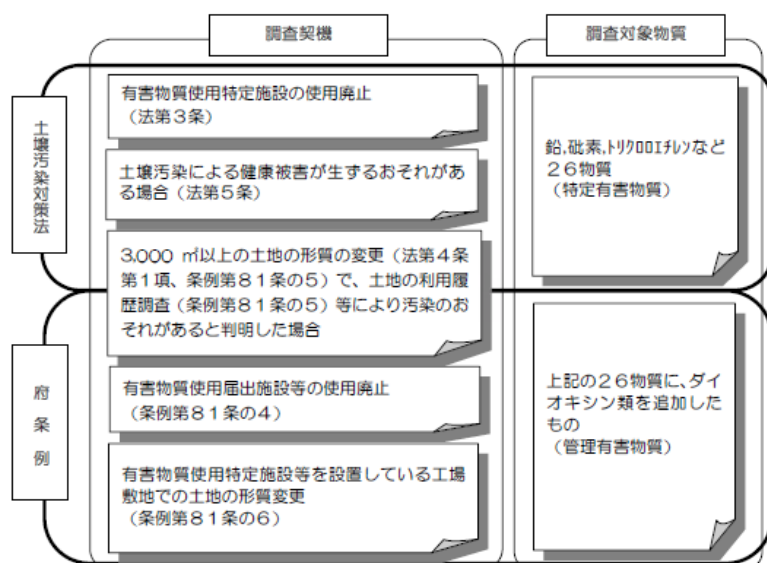 調査契機
調査対象物質
土壌汚染対策法
有害物質使用特定施設の使用廃止
（法第３条）
土壌汚染による健康被害が生ずるおそれがあ
る場合（法第５条）
3,000 ㎡以上の土地の形質の変更（法第４条
第１項、条例第８１条の５）で、土地の利用履
歴調査（条例第８１条の５）等により汚染のお
それがあると判明した場合
鉛,砒素,ﾄﾘｸﾛﾛｴﾁﾚﾝなど
２６物質
（特定有害物質）
府条例
有害物質使用届出施設等の使用廃止
（条例第８１条の４）
有害物質使用特定施設等を設置している工場
敷地での土地の形質変更
（条例第８１条の６）
上記の２６物質に、ダイ
オキシン類を追加した
もの
（管理有害物質）